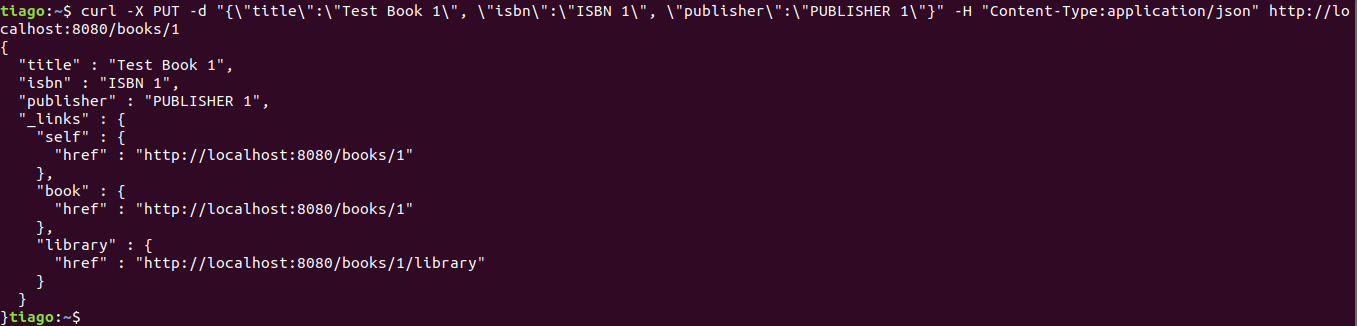 tiago:~$ curl -X PUT -d "{\"title\":\"Test Book 1\", \"isbn\":\"ISBN 1\", \"publisher\":\"PUBLISHER 1\"}" -H "Content-Type:application/json" http://lo
calhost:8080/books/1
{
  "title" : "Test Book 1",
  "isbn" : "ISBN 1",
  "publisher" : "PUBLISHER 1",
  "_links" : {
    "self" : {
      "href" : "http://localhost:8080/books/1"
    },
    "book" : {
      "href" : "http://localhost:8080/books/1"
    },
    "library" : {
      "href" : "http://localhost:8080/books/1/library"
    }
  }
}tiago:~$